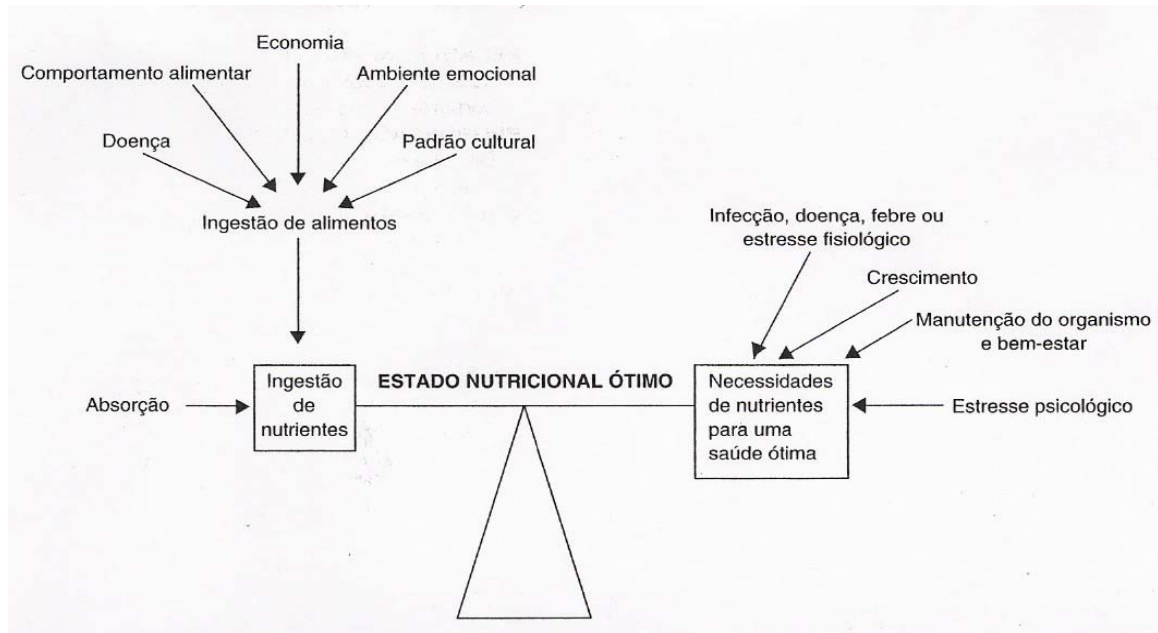 Economia
Comportamento alimentar
Ambiente emocional
Doença
Padrão cultural
Ingestão de alimentos
Infecção, doença, febre ou
estresse fisiológico
Crescimento
Manutenção do organismo
e bem-estar
Absorção
Ingestão
de
nutrientes
ESTADO NUTRICIONAL ÓTIMO
Necessidades
de nutrientes
para uma
saúde ótima
Estresse psicológico